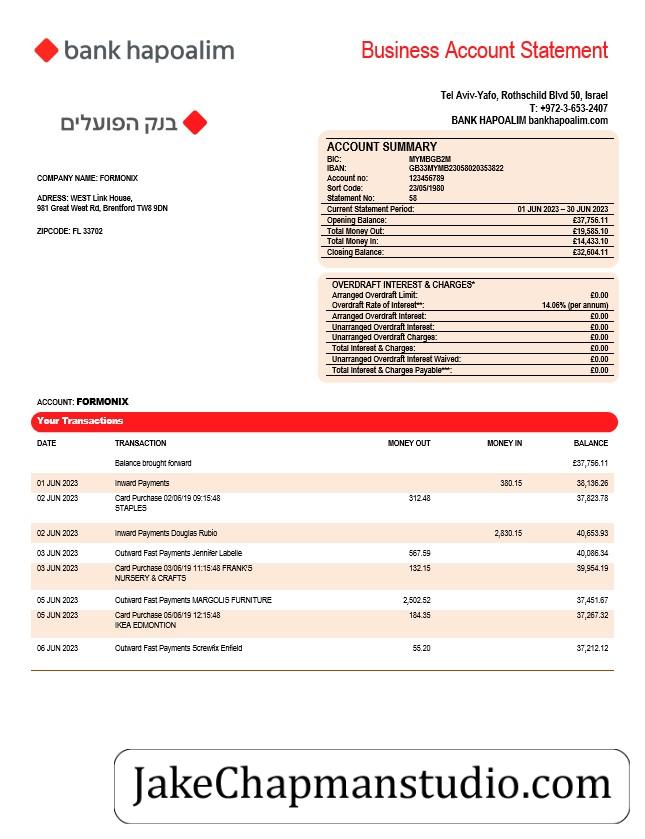 bank hapoalim
Business Account Statement
Tel Aviv-Yafo, Rothschild Blvd 50, Israel
T: +972-3-653-2407
BANK HAPOALIM bankhapoalim.com
בנק הפועלים
ACCOUNT SUMMARY
BIC: MYMBGB2M
IBAN: GB33MYMB23058020353822
Account no: 123456789
Sort Code: 23/05/1980
Statement No: 58
Current Statement Period: 01 JUN 2023 – 30 JUN 2023
Opening Balance: £37,756.11
Total Money Out: £19,585.10
Total Money In: £14,433.10
Closing Balance: £32,604.11
COMPANY NAME: FORMONIX
ADRESS: WEST Link House,
981 Great West Rd, Brentford TW8 9DN
ZIPCODE: FL 33702
OVERDRAFT INTEREST & CHARGES*
Arranged Overdraft Limit: £0.00
Overdraft Rate of Interest**: 14.06% (per annum)
Arranged Overdraft Interest: £0.00
Unarranged Overdraft Interest: £0.00
Unarranged Overdraft Charges: £0.00
Total Interest & Charges: £0.00
Unarranged Overdraft Interest Waived: £0.00
Total Interest & Charges Payable***: £0.00
ACCOUNT: FORMONIX
Your Transactions
DATE TRANSACTION MONEY OUT MONEY IN BALANCE
Balance brought forward £37,756.11
01 JUN 2023 Inward Payments 380.15 38,136.26
02 JUN 2023 Card Purchase 02/06/19 09:15:48 312.48 37,823.78
STAPLES
02 JUN 2023 Inward Payments Douglas Rubio 2,830.15 40,653.93
03 JUN 2023 Outward Fast Payments Jennifer Labelle 567.59 40,086.34
03 JUN 2023 Card Purchase 03/06/19 11:15:48 FRANK'S 132.15 39,954.19
NURSERY & CRAFTS
05 JUN 2023 Outward Fast Payments MARGOLIS FURNITURE 2,502.52 37,451.67
05 JUN 2023 Card Purchase 05/06/19 12:15:48 184.35 37,267.32
IKEA EDMONTION
06 JUN 2023 Outward Fast Payments Screwfix Enfield 55.20 37,212.12
JakeChapmanstudio.com